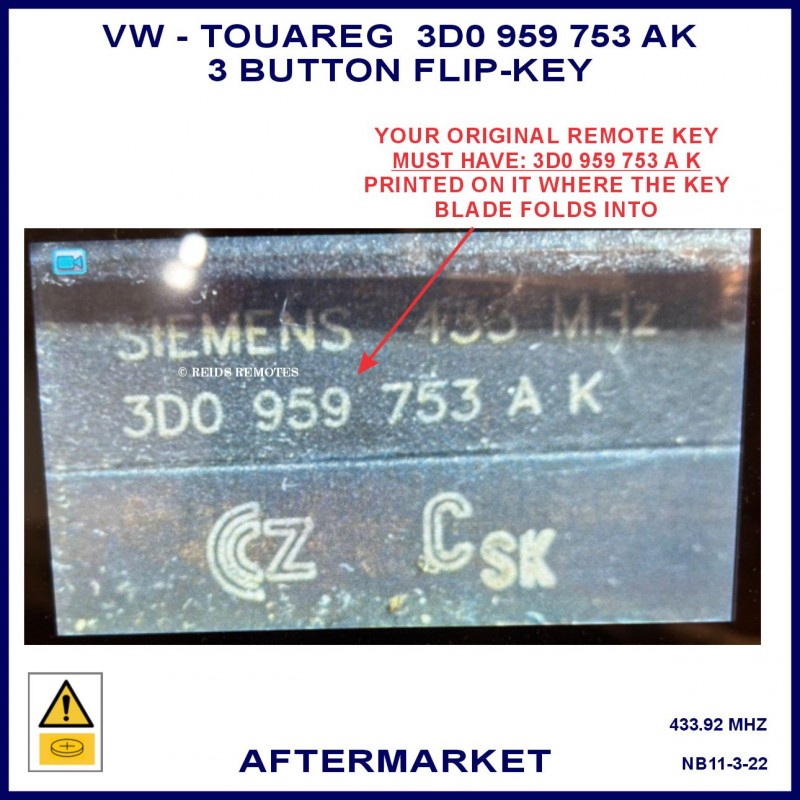 VW - TOUAREG 3D0 959 753 AK
3 BUTTON FLIP-KEY
YOUR ORIGINAL REMOTE KEY
MUST HAVE: 3D0 959 753 A K
PRINTED ON IT WHERE THE KEY
BLADE FOLDS INTO
SIEMENS 433 MHz
© REIDS REMOTES
3D0 959 753 A K
CCZ CSK
433.92 MHZ
AFTERMARKET
NB11-3-22